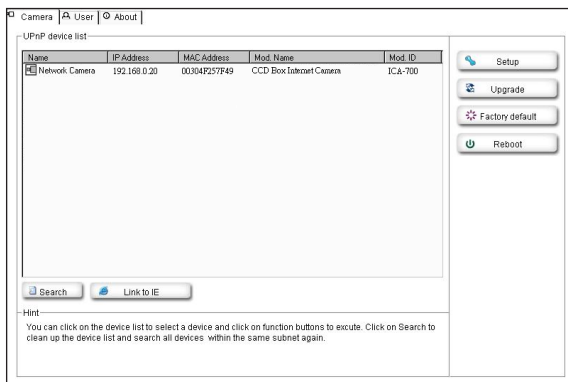 Camera User About
UPnP device list
Name IP Address MAC Address Mod. Name Mod. ID
Network Camera 192.168.0.20 00304F257F49 CCD Box Internet Camera ICA-700
Setup
Upgrade
Factory default
Reboot
Search Link to IE
Hint
You can click on the device list to select a device and click on function buttons to excute. Click on Search to
clean up the device list and search all devices within the same subnet again.